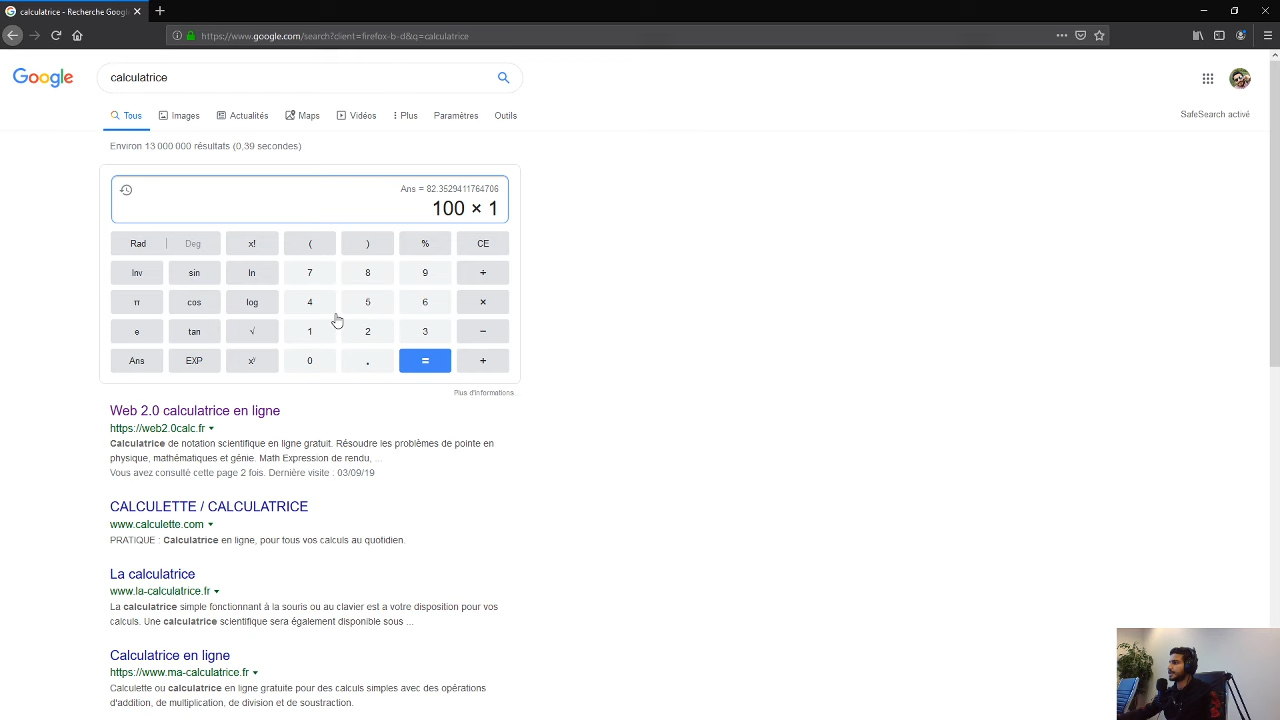 calculatrice - Recherche Googl
https://www.google.com/search?client=firefox-b-d&q=calculatrice
Google
calculatrice
Tous Images Actualités Maps Vidéos Plus Paramètres Outils
SafeSearch activé
Environ 13 000 000 résultats (0,39 secondes)
Ans = 82.3529411764706
100 × 1
Rad Deg x! ( ) % CE
Inv sin ln 7 8 9 ÷
π cos log 4 5 6 ×
e tan √ 1 2 3 −
Ans EXP xʸ 0 . = +
Plus d'informations.
Web 2.0 calculatrice en ligne
https://web2.0calc.fr
Calculatrice de notation scientifique en ligne gratuit. Résoudre les problèmes de pointe en
physique, mathématiques et génie. Math Expression de rendu, ...
Vous avez consulté cette page 2 fois. Dernière visite : 03/09/19
CALCULETTE / CALCULATRICE
www.calculette.com
PRATIQUE : Calculatrice en ligne, pour tous vos calculs au quotidien.
La calculatrice
www.la-calculatrice.fr
La calculatrice simple fonctionnant à la souris ou au clavier est a votre disposition pour vos
calculs. Une calculatrice scientifique sera également disponible sous ...
Calculatrice en ligne
https://www.ma-calculatrice.fr
Calculette ou calculatrice en ligne gratuite pour des calculs simples avec des opérations
d'addition, de multiplication, de division et de soustraction.